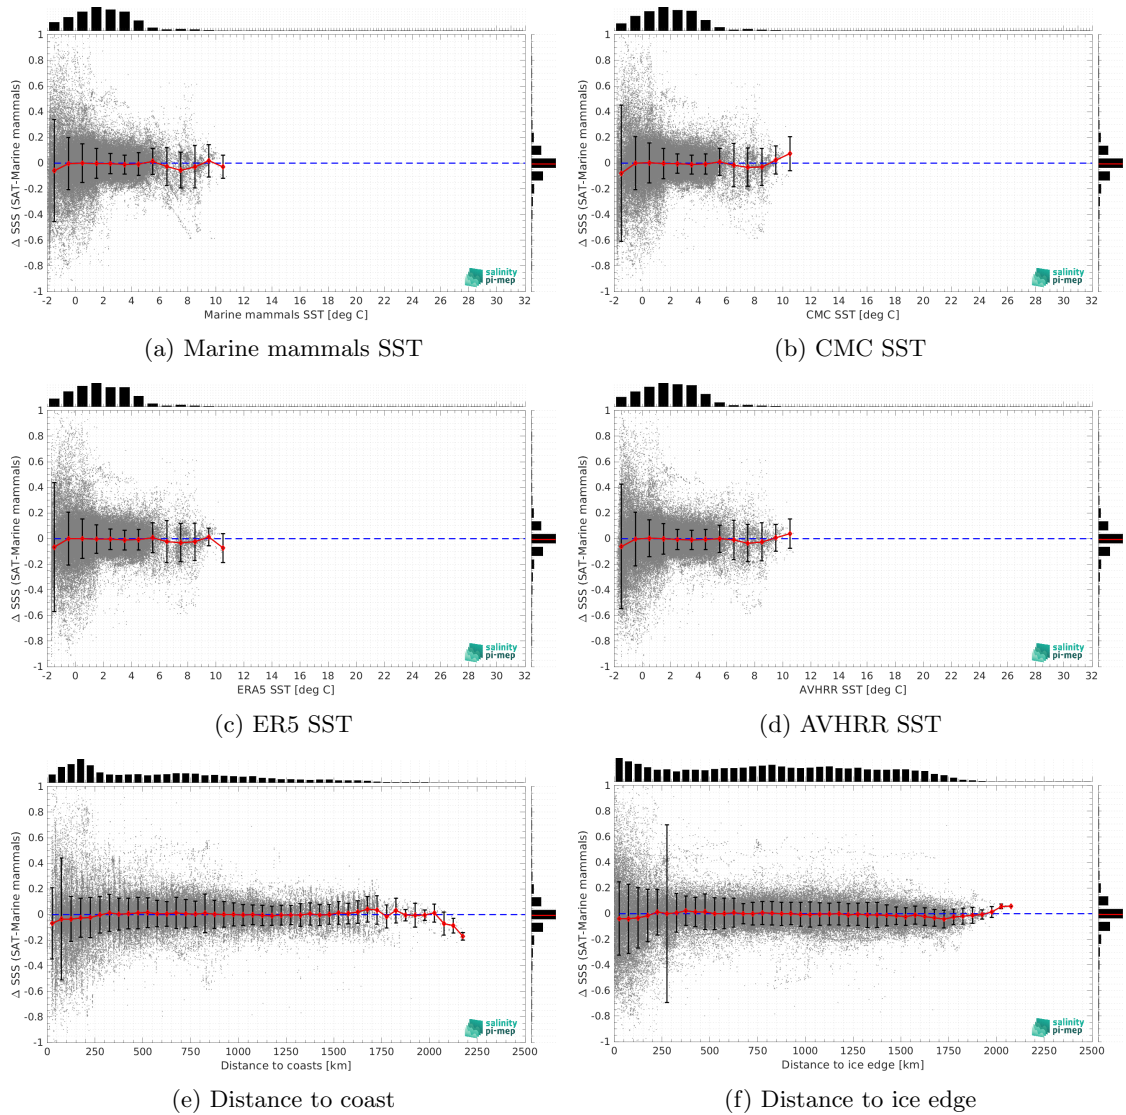 1
0.8
0.6
0.4
0.2
0
-0.2
-0.4
-0.6
-0.8
-1
Δ SSS (SAT-Marine mammals)
-2 0 2 4 6 8 10 12 14 16 18 20 22 24 26 28 30 32
Marine mammals SST [deg C]
salinity
pi-mep
(a) Marine mammals SST
1
0.8
0.6
0.4
0.2
0
-0.2
-0.4
-0.6
-0.8
-1
Δ SSS (SAT-Marine mammals)
-2 0 2 4 6 8 10 12 14 16 18 20 22 24 26 28 30 32
CMC SST [deg C]
salinity
pi-mep
(b) CMC SST
1
0.8
0.6
0.4
0.2
0
-0.2
-0.4
-0.6
-0.8
-1
Δ SSS (SAT-Marine mammals)
-2 0 2 4 6 8 10 12 14 16 18 20 22 24 26 28 30 32
ERA5 SST [deg C]
salinity
pi-mep
(c) ER5 SST
1
0.8
0.6
0.4
0.2
0
-0.2
-0.4
-0.6
-0.8
-1
Δ SSS (SAT-Marine mammals)
-2 0 2 4 6 8 10 12 14 16 18 20 22 24 26 28 30 32
AVHRR SST [deg C]
salinity
pi-mep
(d) AVHRR SST
1
0.8
0.6
0.4
0.2
0
-0.2
-0.4
-0.6
-0.8
-1
Δ SSS (SAT-Marine mammals)
0 250 500 750 1000 1250 1500 1750 2000 2250 2500
Distance to coasts [km]
salinity
pi-mep
(e) Distance to coast
1
0.8
0.6
0.4
0.2
0
-0.2
-0.4
-0.6
-0.8
-1
Δ SSS (SAT-Marine mammals)
0 250 500 750 1000 1250 1500 1750 2000 2250 2500
Distance to ice edge [km]
salinity
pi-mep
(f) Distance to ice edge